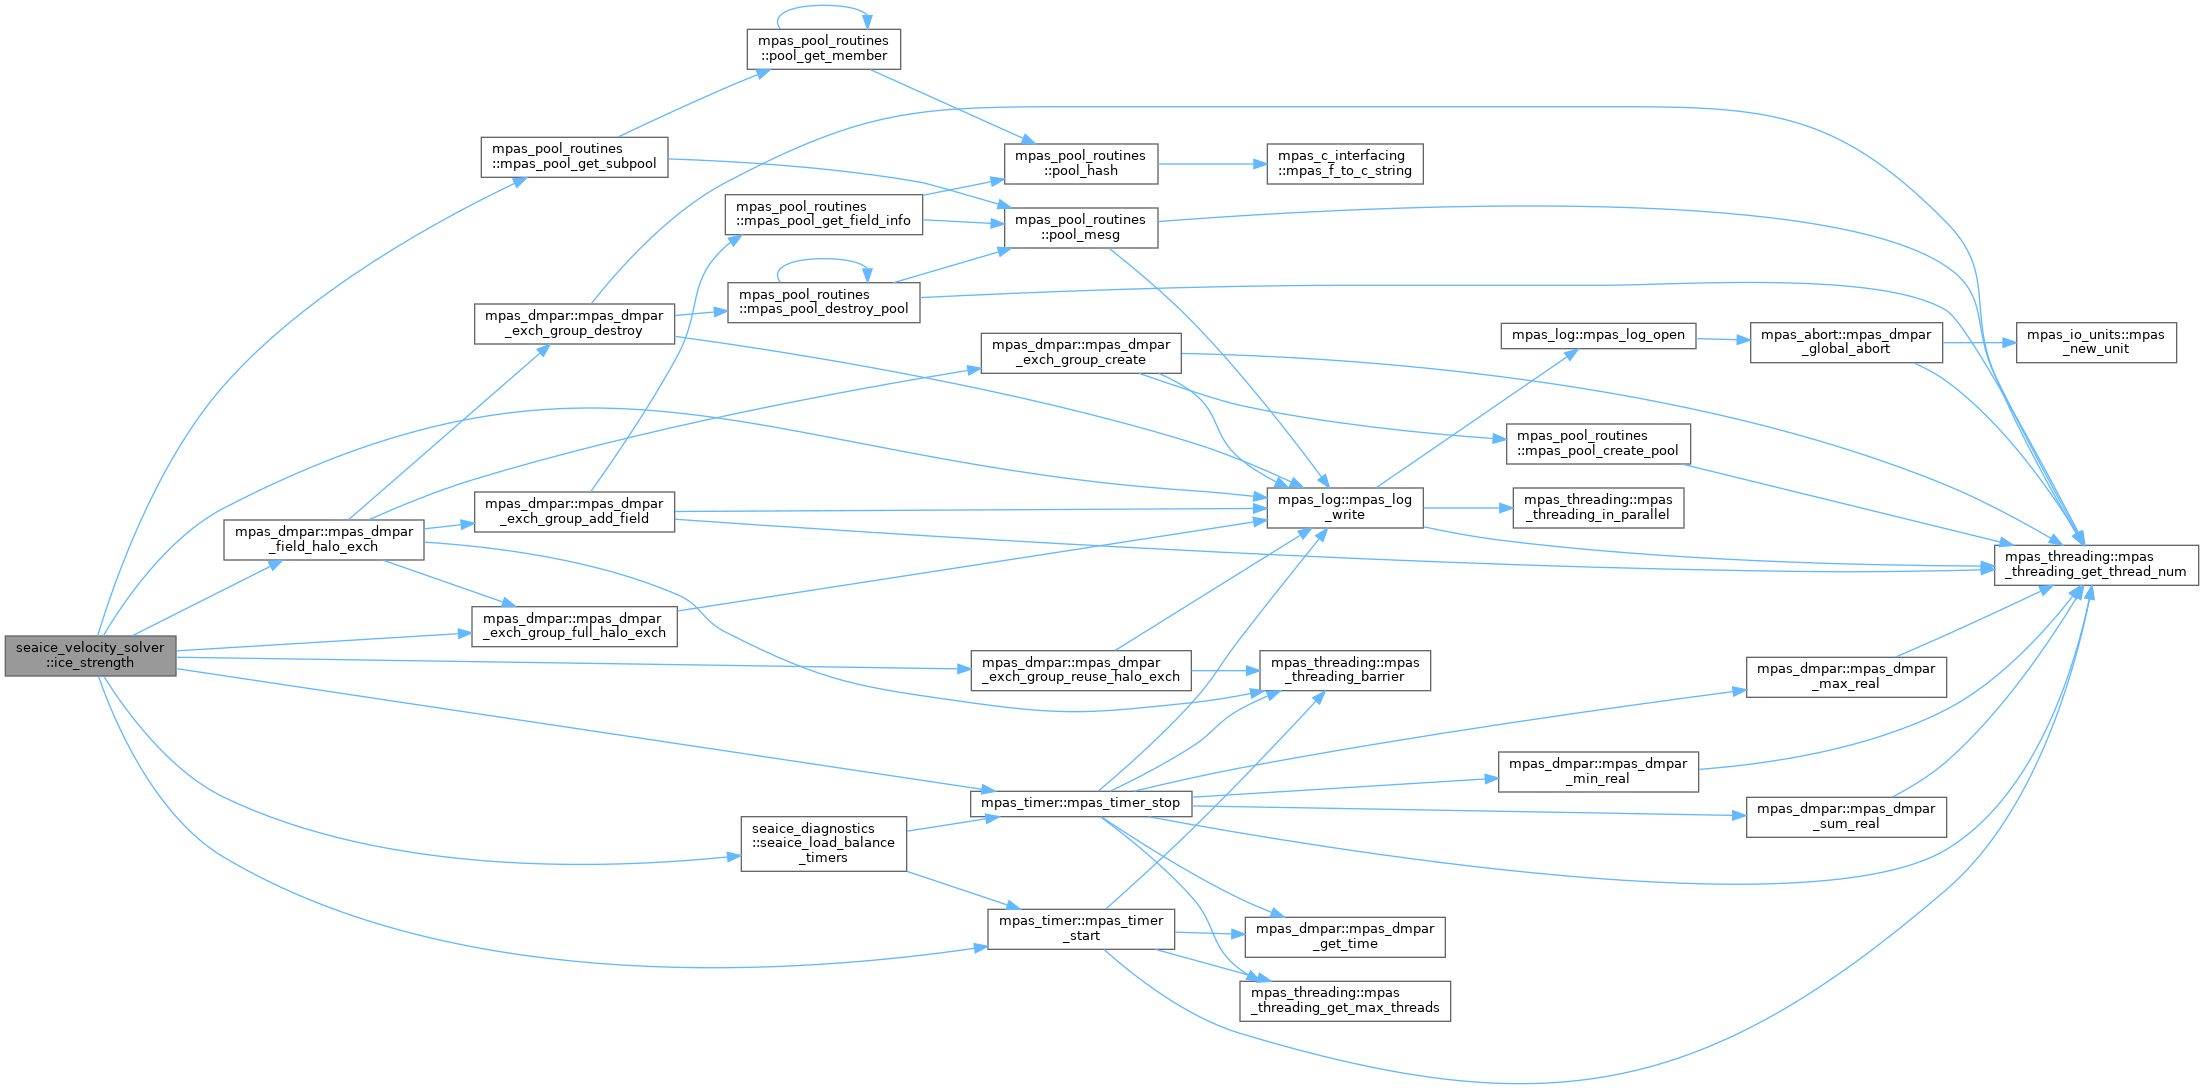 mpas_pool_routines
::pool_get_member
mpas_pool_routines
::mpas_pool_get_subpool
mpas_pool_routines
::pool_hash
mpas_c_interfacing
::mpas_f_to_c_string
mpas_pool_routines
::mpas_pool_get_field_info
mpas_pool_routines
::pool_mesg
mpas_pool_routines
::mpas_pool_destroy_pool
mpas_dmpar::mpas_dmpar
_exch_group_destroy
mpas_dmpar::mpas_dmpar
_exch_group_create
mpas_log::mpas_log_open
mpas_abort::mpas_dmpar
_global_abort
mpas_io_units::mpas
_new_unit
mpas_pool_routines
::mpas_pool_create_pool
mpas_dmpar::mpas_dmpar
_exch_group_add_field
mpas_log::mpas_log
_write
mpas_threading::mpas
_threading_in_parallel
mpas_dmpar::mpas_dmpar
_field_halo_exch
mpas_threading::mpas
_threading_get_thread_num
mpas_dmpar::mpas_dmpar
_exch_group_full_halo_exch
seaice_velocity_solver
::ice_strength
mpas_dmpar::mpas_dmpar
_exch_group_reuse_halo_exch
mpas_threading::mpas
_threading_barrier
mpas_dmpar::mpas_dmpar
_max_real
mpas_dmpar::mpas_dmpar
_min_real
mpas_timer::mpas_timer_stop
mpas_dmpar::mpas_dmpar
_sum_real
seaice_diagnostics
::seaice_load_balance
_timers
mpas_timer::mpas_timer
_start
mpas_dmpar::mpas_dmpar
_get_time
mpas_threading::mpas
_threading_get_max_threads